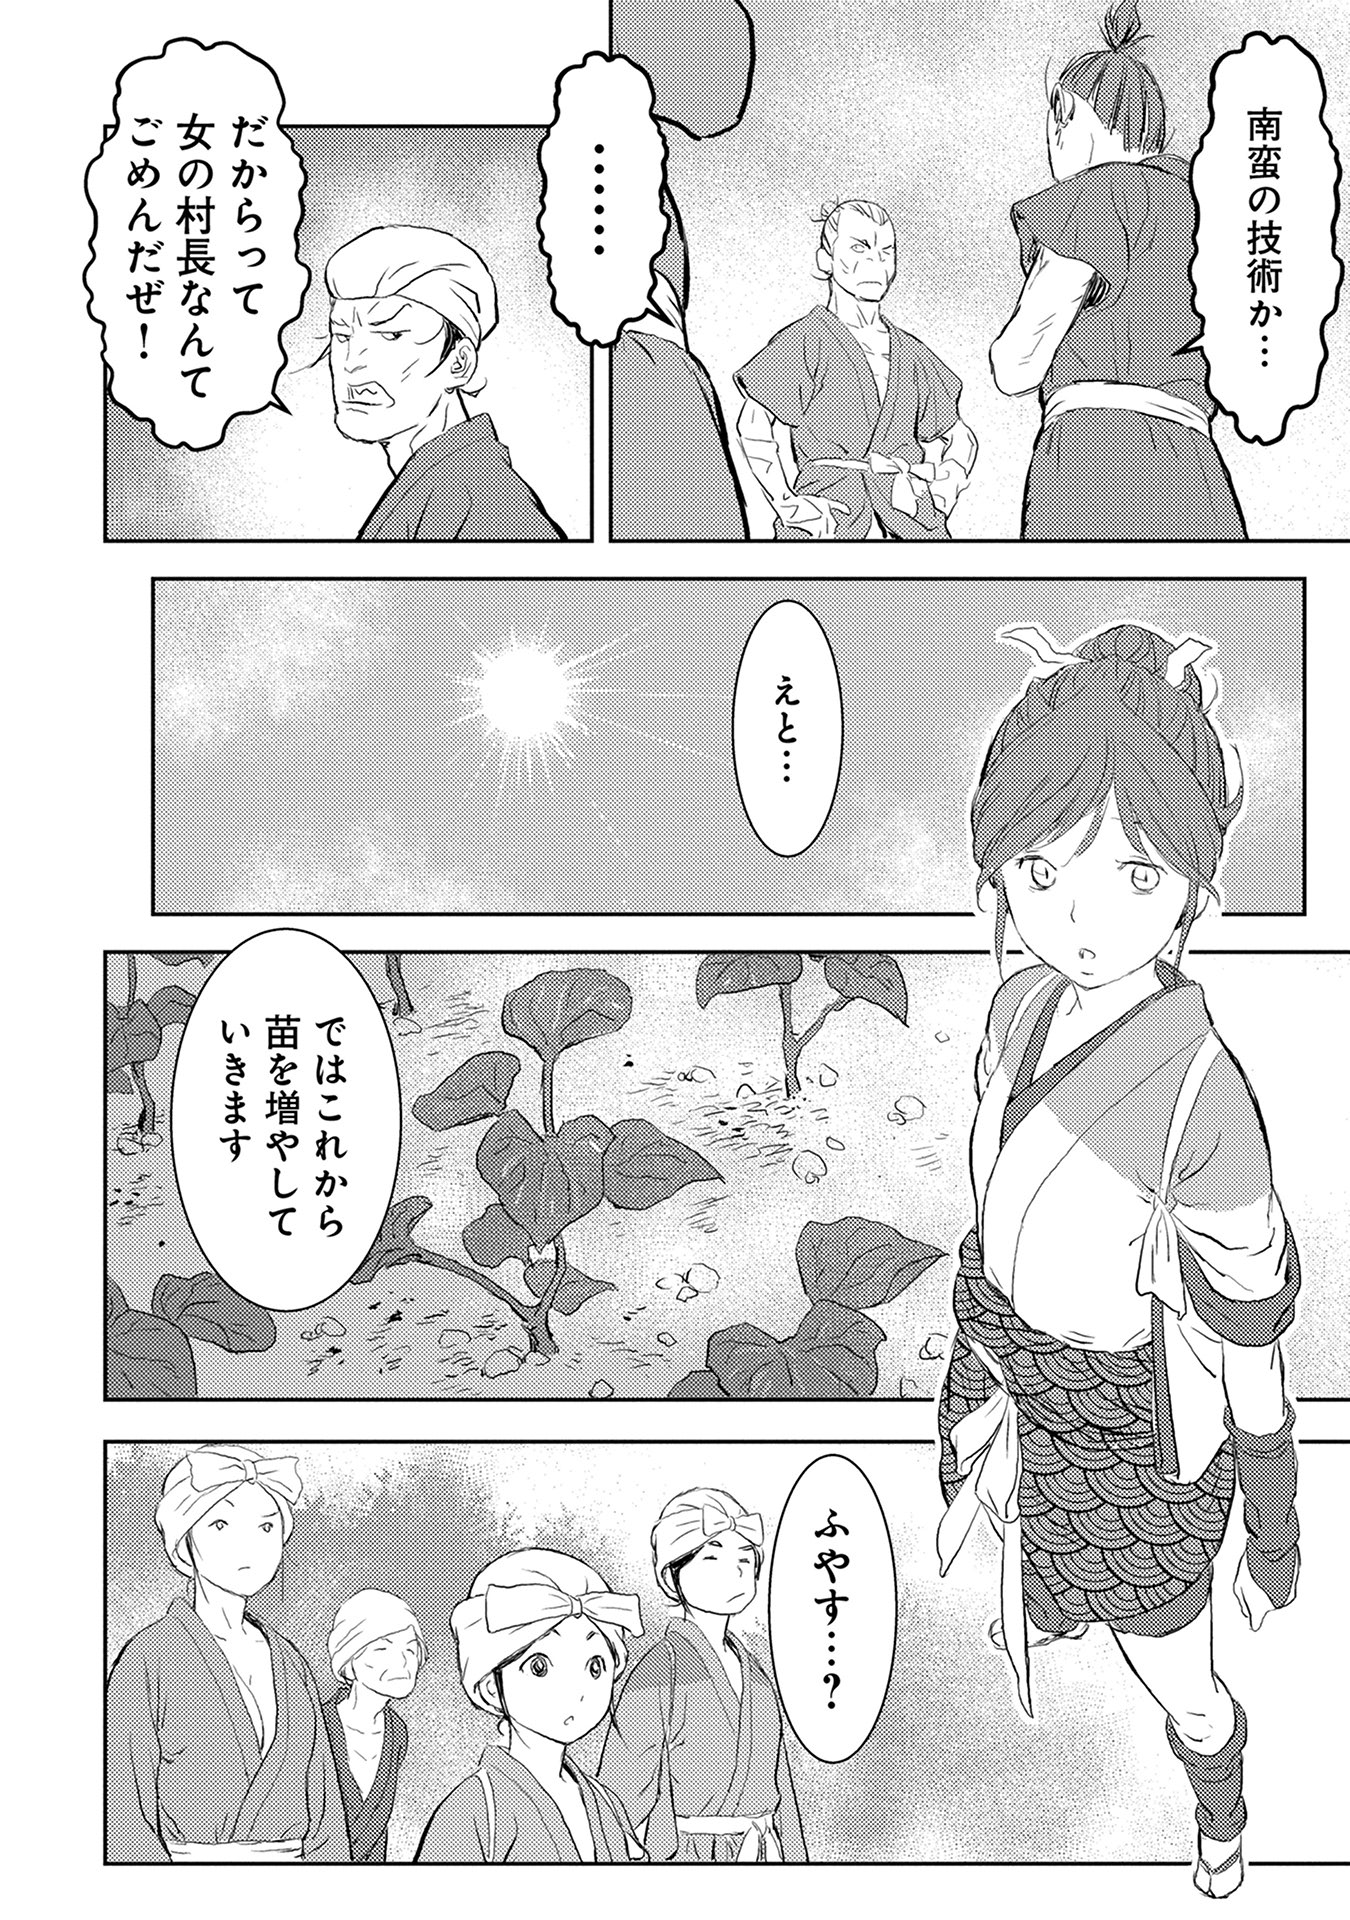 南蛮の技術か…
……
だからって
女の村長なんて
ごめんだぜ！
えと…
ではこれから
苗を増やして
いきます
ふやす…？